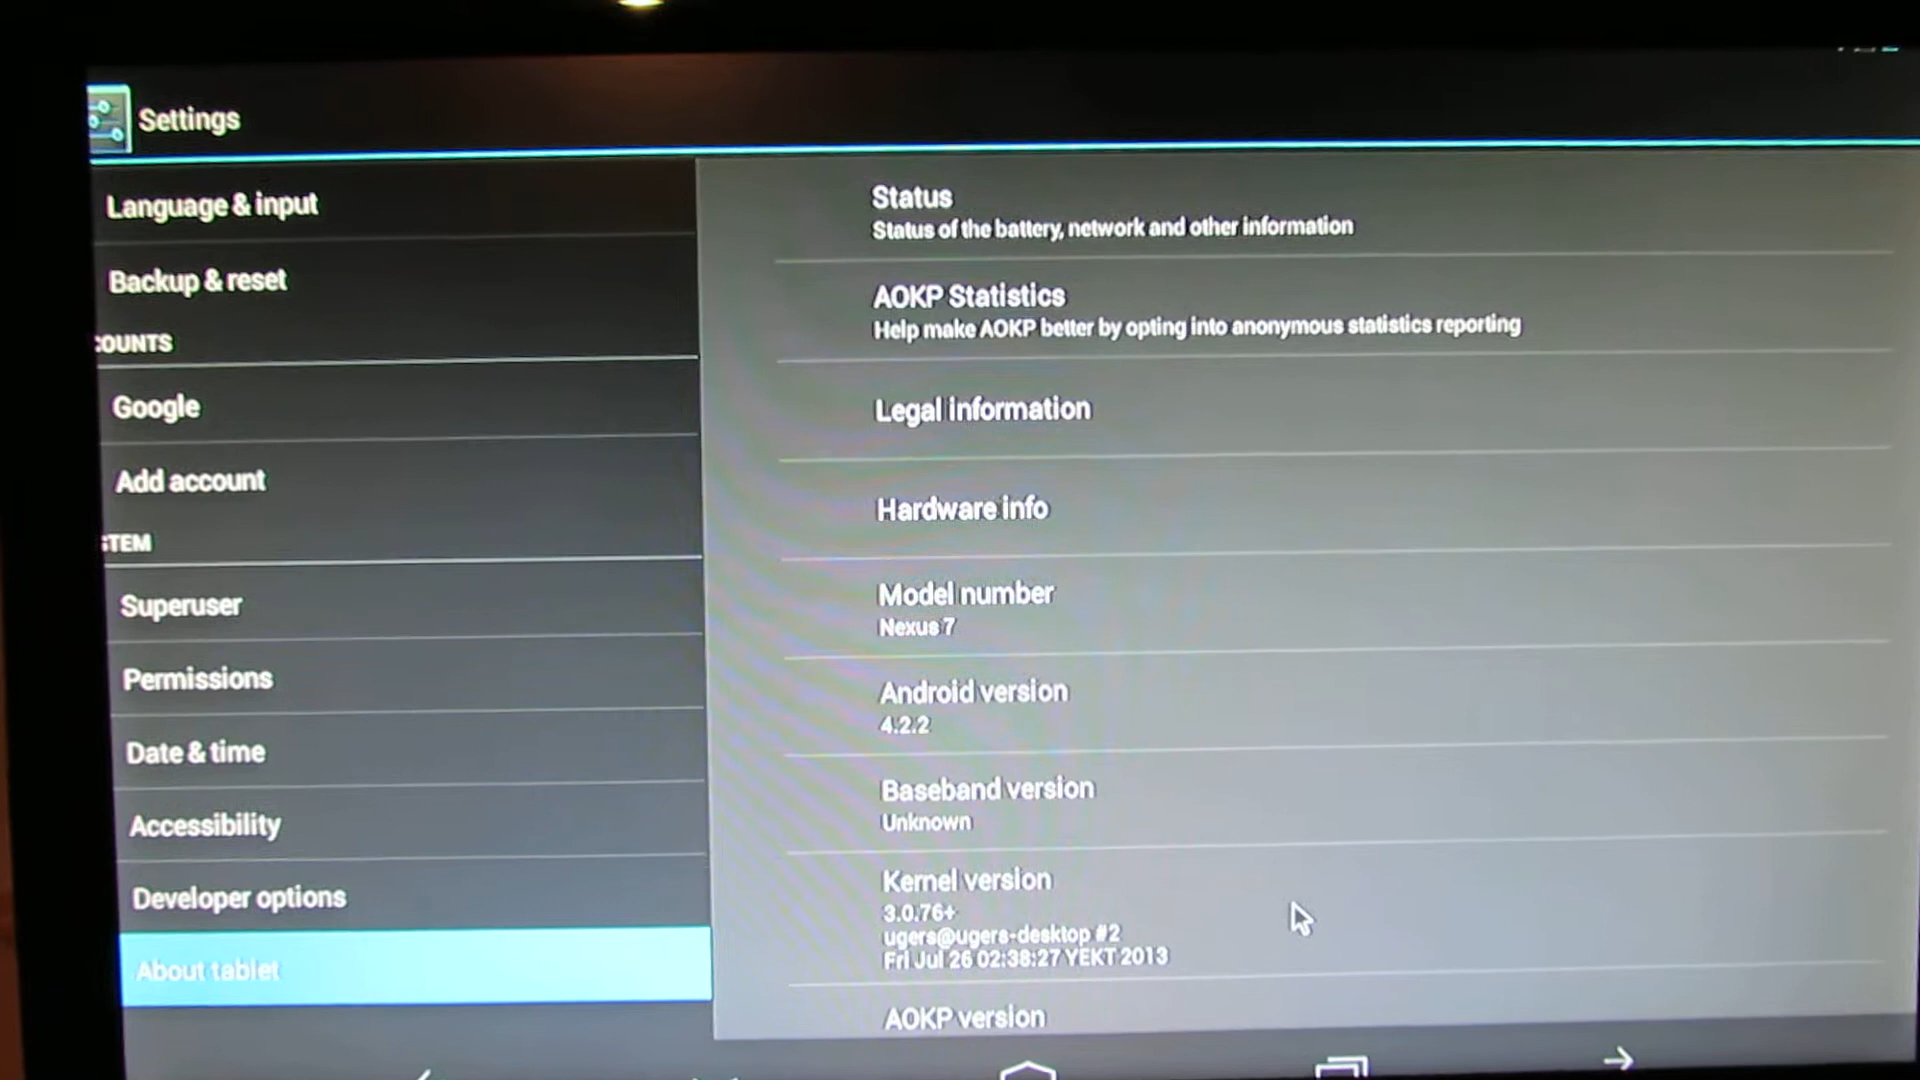 Settings
Language & input
Backup & reset
COUNTS
Google
Add account
STEM
Superuser
Permissions
Date & time
Accessibility
Developer options
About tablet
Status
Status of the battery, network and other information
AOKP Statistics
Help make AOKP better by opting into anonymous statistics reporting
Legal information
Hardware info
Model number
Nexus 7
Android version
4.2.2
Baseband version
Unknown
Kernel version
3.0.76+
ugers@ugers-desktop #2
Fri Jul 26 02:38:27 YEKT 2013
AOKP version